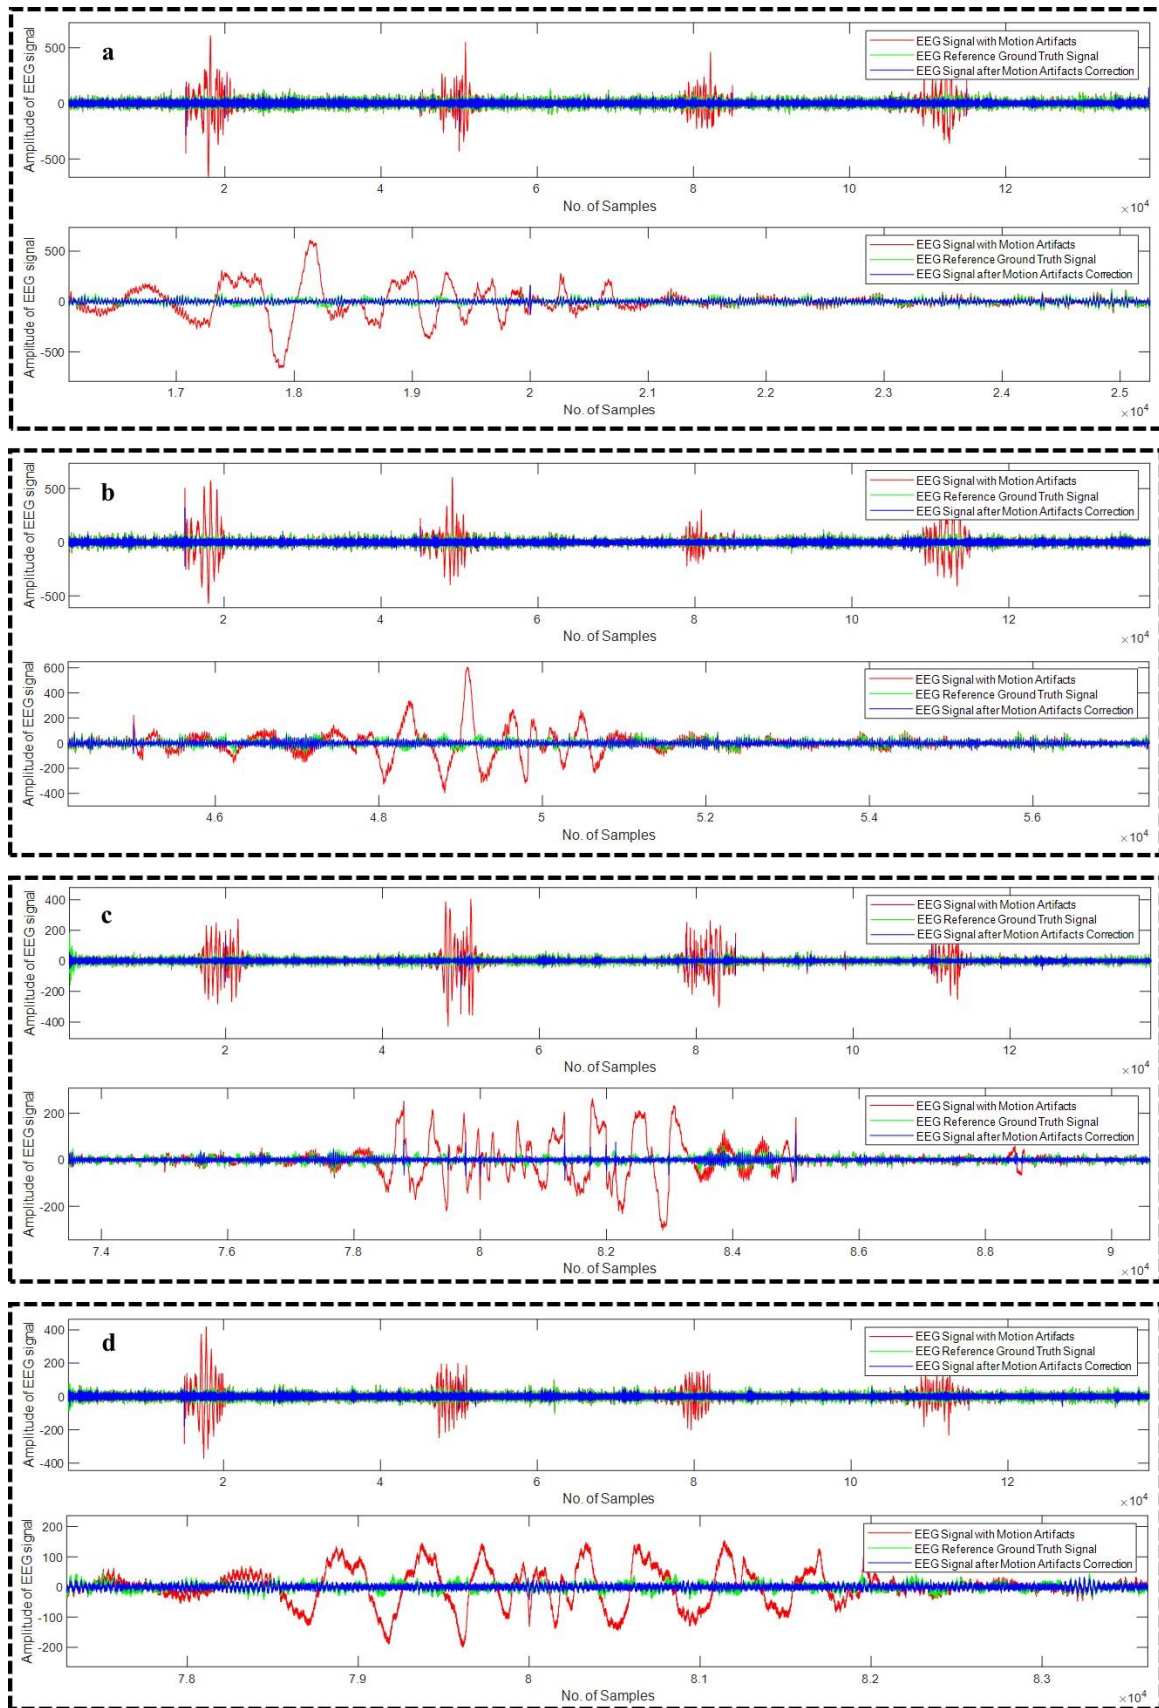 a
EEG Signal with Motion Artifacts
EEG Reference Ground Truth Signal
EEG Signal after Motion Artifacts Correction
Amplitude of EEG signal
500
0
-500
2 4 6 8 10 12
No. of Samples
×10⁴
EEG Signal with Motion Artifacts
EEG Reference Ground Truth Signal
EEG Signal after Motion Artifacts Correction
Amplitude of EEG signal
500
0
-500
1.7 1.8 1.9 2 2.1 2.2 2.3 2.4 2.5
No. of Samples
×10⁴
b
EEG Signal with Motion Artifacts
EEG Reference Ground Truth Signal
EEG Signal after Motion Artifacts Correction
Amplitude of EEG signal
500
0
-500
2 4 6 8 10 12
No. of Samples
×10⁴
EEG Signal with Motion Artifacts
EEG Reference Ground Truth Signal
EEG Signal after Motion Artifacts Correction
Amplitude of EEG signal
600
400
200
0
-200
-400
4.6 4.8 5 5.2 5.4 5.6
No. of Samples
×10⁴
c
EEG Signal with Motion Artifacts
EEG Reference Ground Truth Signal
EEG Signal after Motion Artifacts Correction
Amplitude of EEG signal
400
200
0
-200
-400
2 4 6 8 10 12
No. of Samples
×10⁴
EEG Signal with Motion Artifacts
EEG Reference Ground Truth Signal
EEG Signal after Motion Artifacts Correction
Amplitude of EEG signal
200
0
-200
7.4 7.6 7.8 8 8.2 8.4 8.6 8.8 9
No. of Samples
×10⁴
d
EEG Signal with Motion Artifacts
EEG Reference Ground Truth Signal
EEG Signal after Motion Artifacts Correction
Amplitude of EEG signal
400
200
0
-200
-400
2 4 6 8 10 12
No. of Samples
×10⁴
EEG Signal with Motion Artifacts
EEG Reference Ground Truth Signal
EEG Signal after Motion Artifacts Correction
Amplitude of EEG signal
200
100
0
-100
-200
7.8 7.9 8 8.1 8.2 8.3
No. of Samples
×10⁴